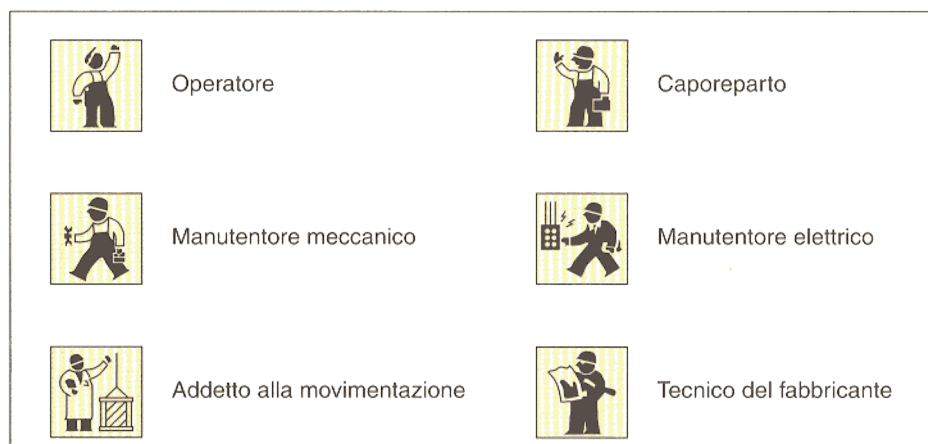 Operatore
Caporeparto
Manutentore meccanico
Manutentore elettrico
Addetto alla movimentazione
Tecnico del fabbricante